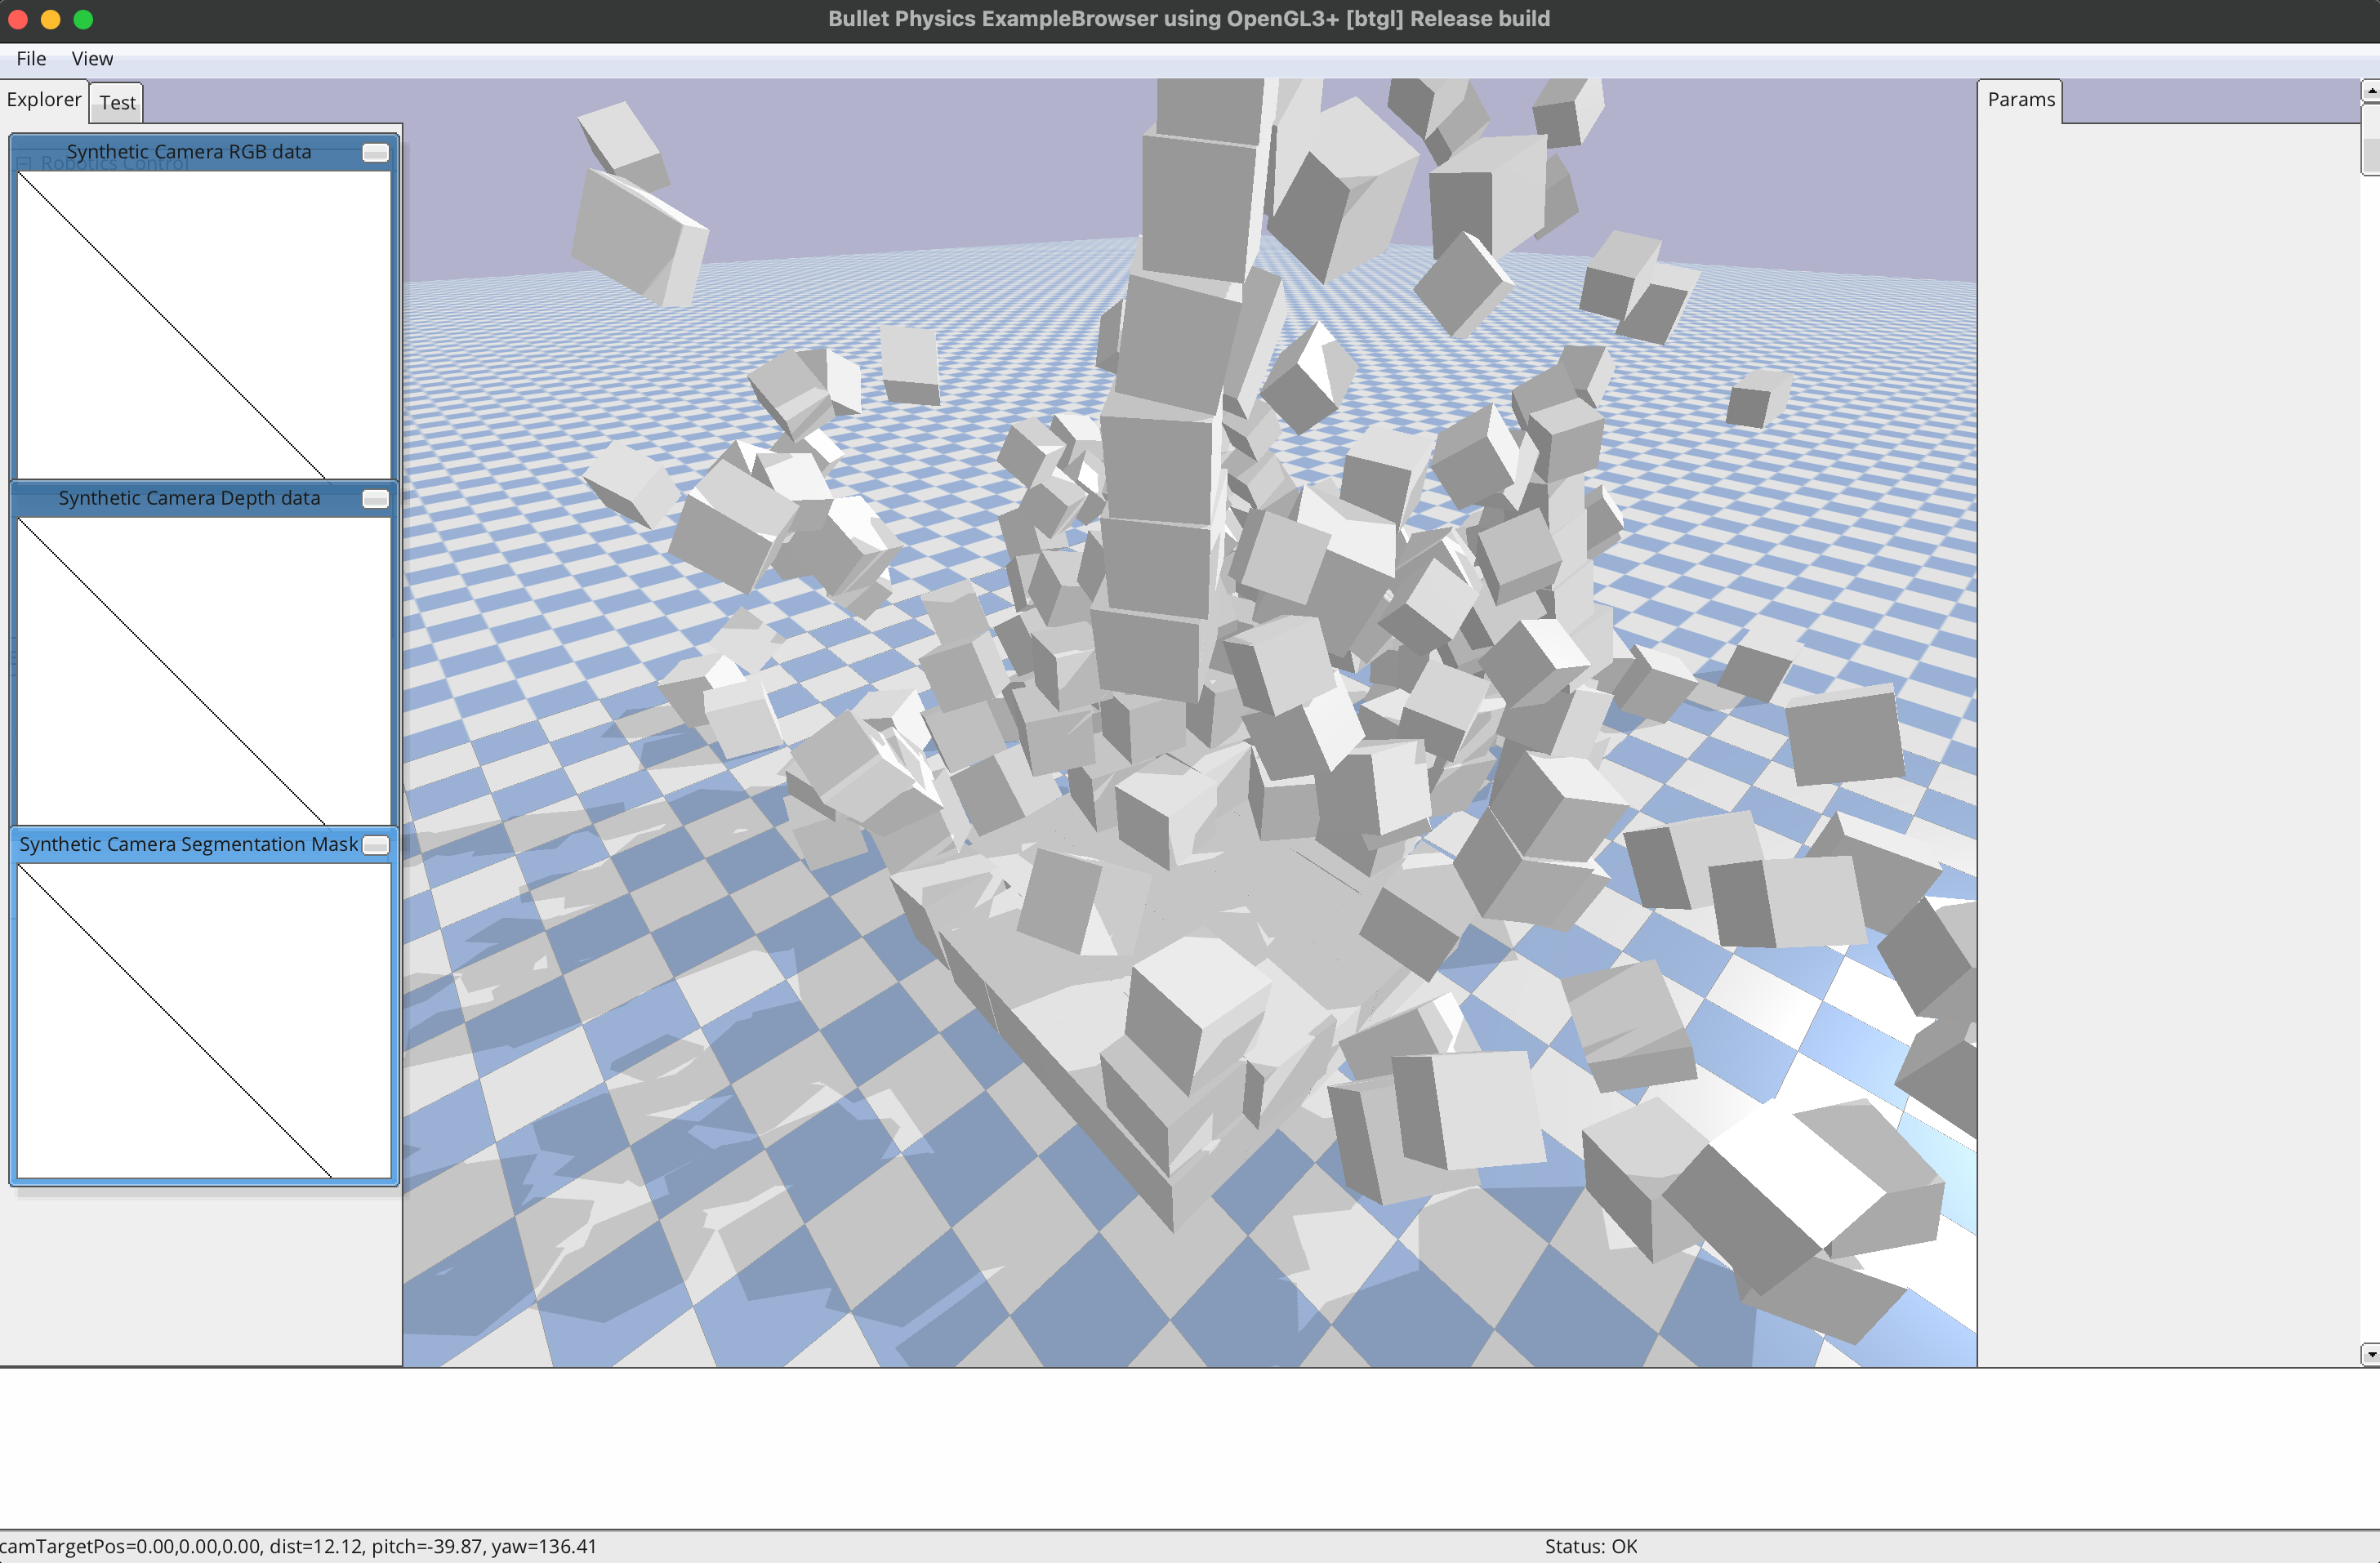 Bullet Physics ExampleBrowser using OpenGL3+ [btgl] Release build
File View
Explorer Test
Params
Synthetic Camera RGB data
Robotics Control
Synthetic Camera Depth data
Synthetic Camera Segmentation Mask
camTargetPos=0.00,0.00,0.00, dist=12.12, pitch=-39.87, yaw=136.41
Status: OK